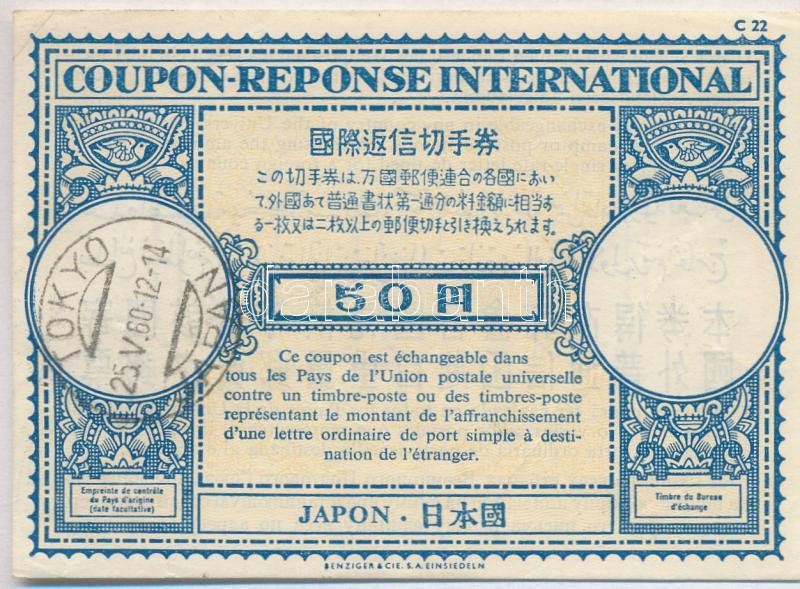 C 22
COUPON-REPONSE INTERNATIONAL
國際返信切手券
この切手券は、万國郵便連合の各國におい
て外國あて普通書状第一通分の料金額に相当す
る一枚又は二枚以上の郵便切手と引き換えられます。
TOKYO
25.V.60.12-14
JAPAN
50円
Ce coupon est échangeable dans
tous les Pays de l'Union postale universelle
contre un timbre-poste ou des timbres-poste
représentant le montant de l'affranchissement
d'une lettre ordinaire de port simple à desti-
nation de l'étranger.
Empreinte de contrôle
du Pays d'origine
(date facultative)
Timbre du Bureau
d'échange
JAPON · 日本國
BENZIGER & CIE. S.A. EINSIEDELN
darabanth